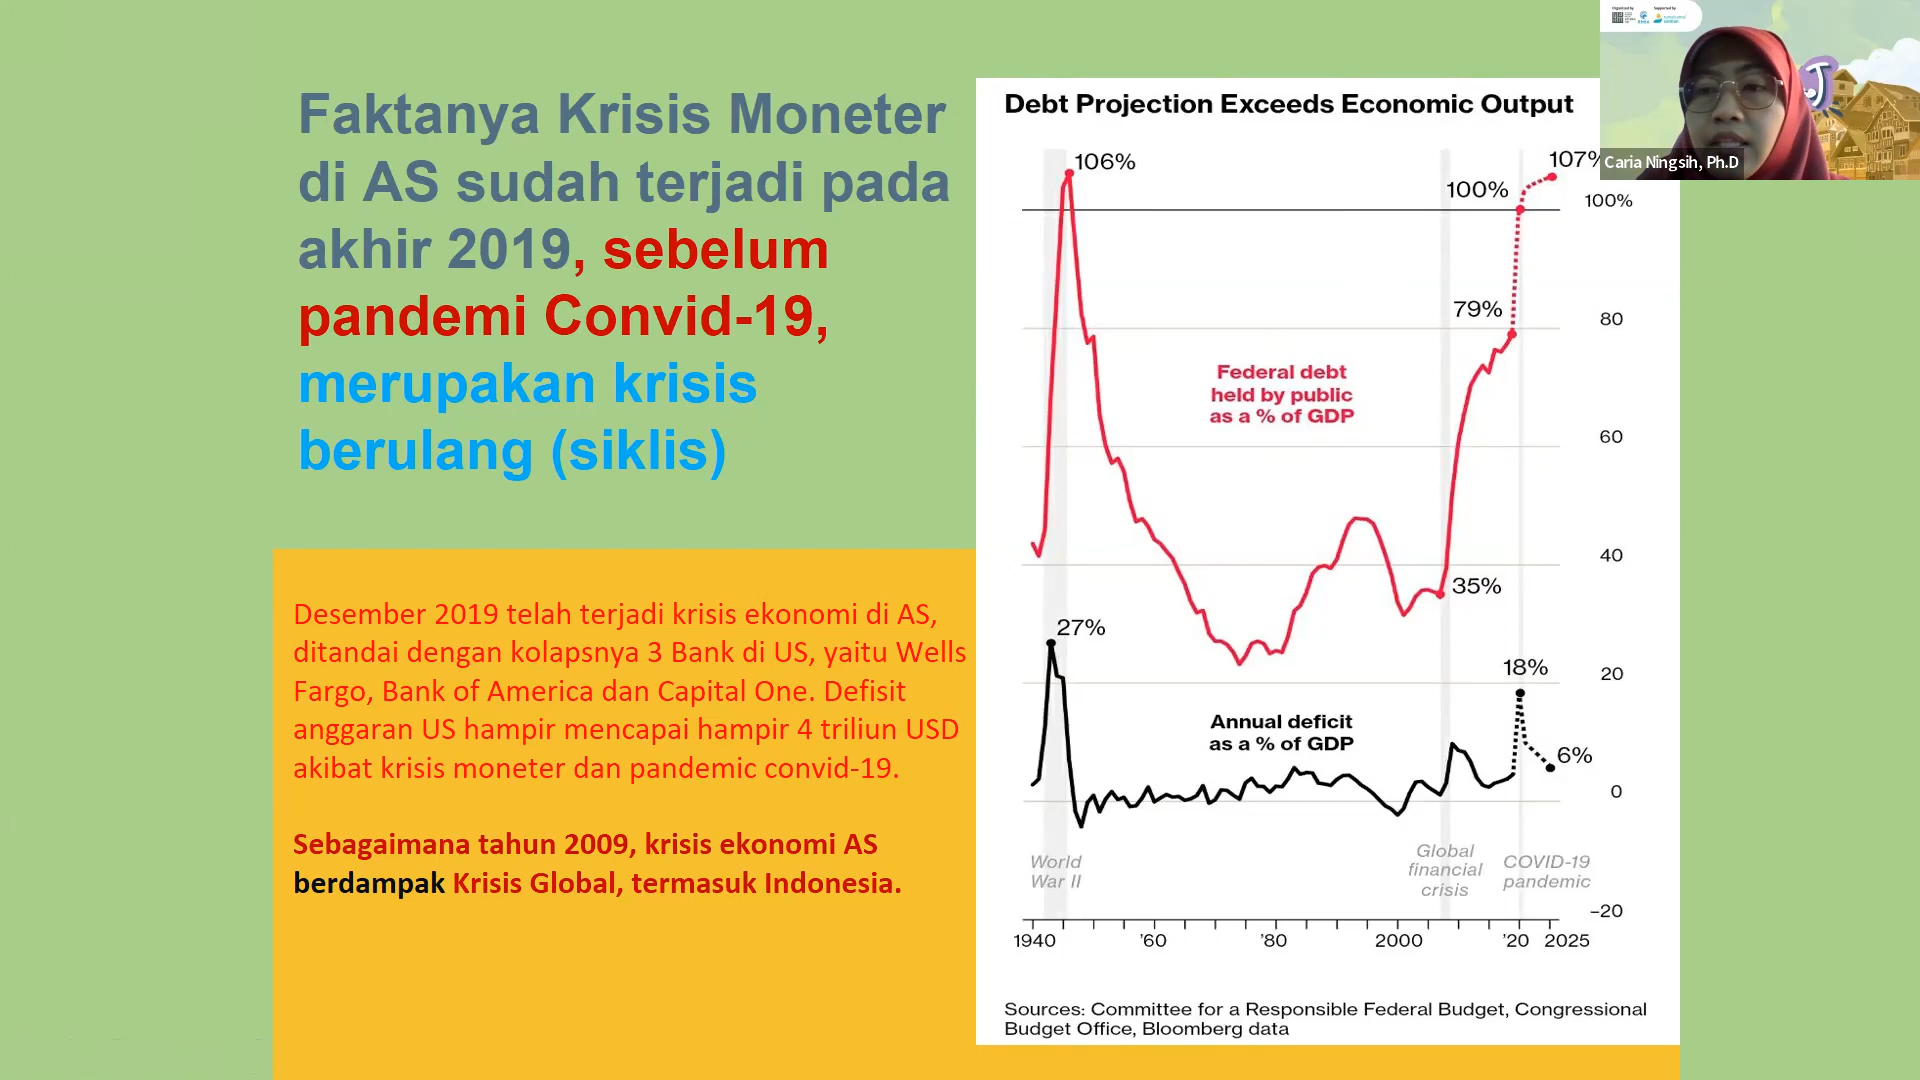 Faktanya Krisis Moneter
di AS sudah terjadi pada
akhir 2019, sebelum
pandemi Convid-19,
merupakan krisis
berulang (siklis)
Desember 2019 telah terjadi krisis ekonomi di AS,
ditandai dengan kolapsnya 3 Bank di US, yaitu Wells
Fargo, Bank of America dan Capital One. Defisit
anggaran US hampir mencapai hampir 4 triliun USD
akibat krisis moneter dan pandemic convid-19.
Sebagaimana tahun 2009, krisis ekonomi AS
berdampak Krisis Global, termasuk Indonesia.
Debt Projection Exceeds Economic Output
106%
107%
100%
100%
79%
80
Federal debt
held by public
as a % of GDP
60
40
35%
27%
18%
20
Annual deficit
as a % of GDP
6%
0
World
War II
Global
financial
crisis
COVID-19
pandemic
-20
1940
'60
'80
2000
'20
2025
Sources: Committee for a Responsible Federal Budget, Congressional
Budget Office, Bloomberg data
Organized by
Supported by
J
Caria Ningsih, Ph.D